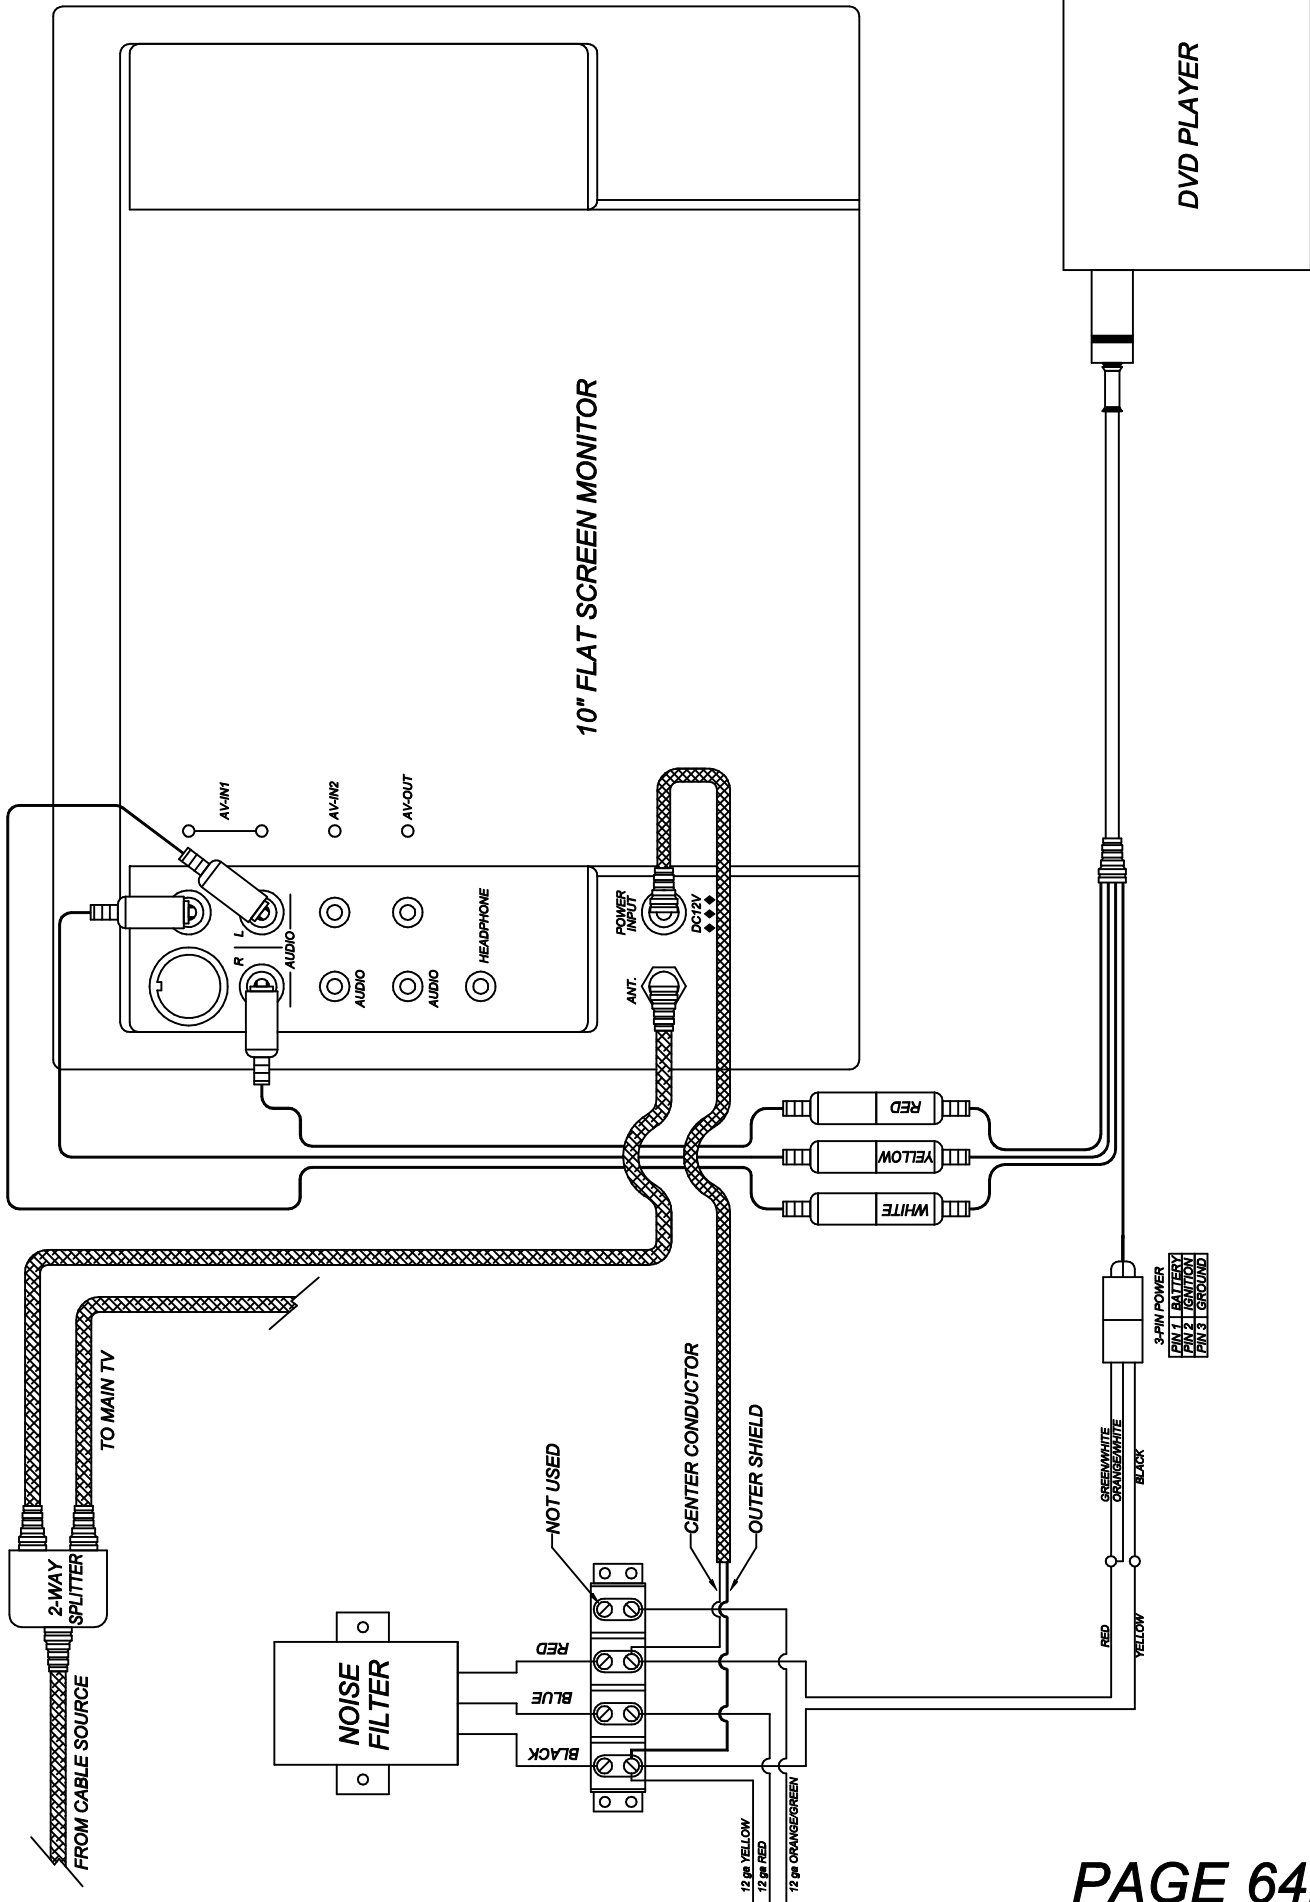 DVD PLAYER
10" FLAT SCREEN MONITOR
AV-IN1
AV-IN2
AV-OUT
L
R
AUDIO
AUDIO
AUDIO
HEADPHONE
POWER
INPUT
DC12V
ANT.
RED
YELLOW
WHITE
TO MAIN TV
2-WAY
SPLITTER
FROM CABLE SOURCE
3-PIN POWER
PIN 1 BATTERY
PIN 2 IGNITION
PIN 3 GROUND
GREEN/WHITE
ORANGE/WHITE
BLACK
RED
YELLOW
CENTER CONDUCTOR
OUTER SHIELD
NOT USED
NOISE
FILTER
RED
BLUE
BLACK
12 ga YELLOW
12 ga RED
12 ga ORANGE/GREEN
PAGE 64